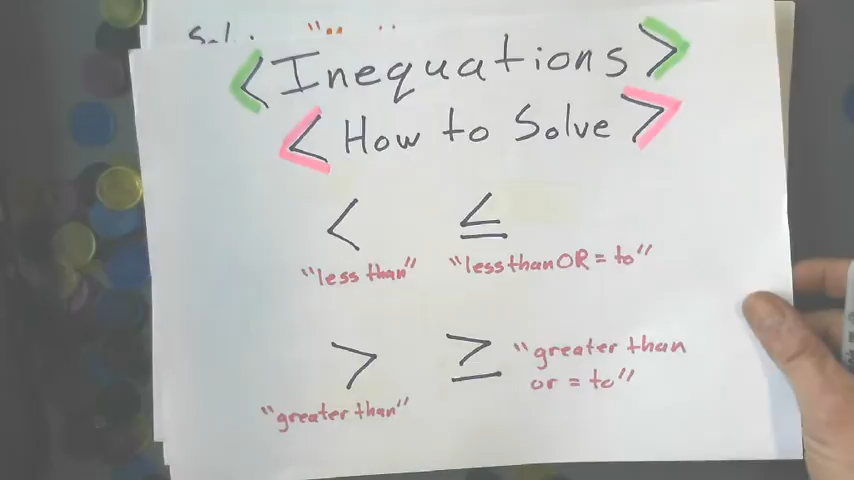 <Inequations>
<How to Solve>
< ≤
"less than" "less than OR = to"
> ≥ "greater than
or = to"
"greater than"